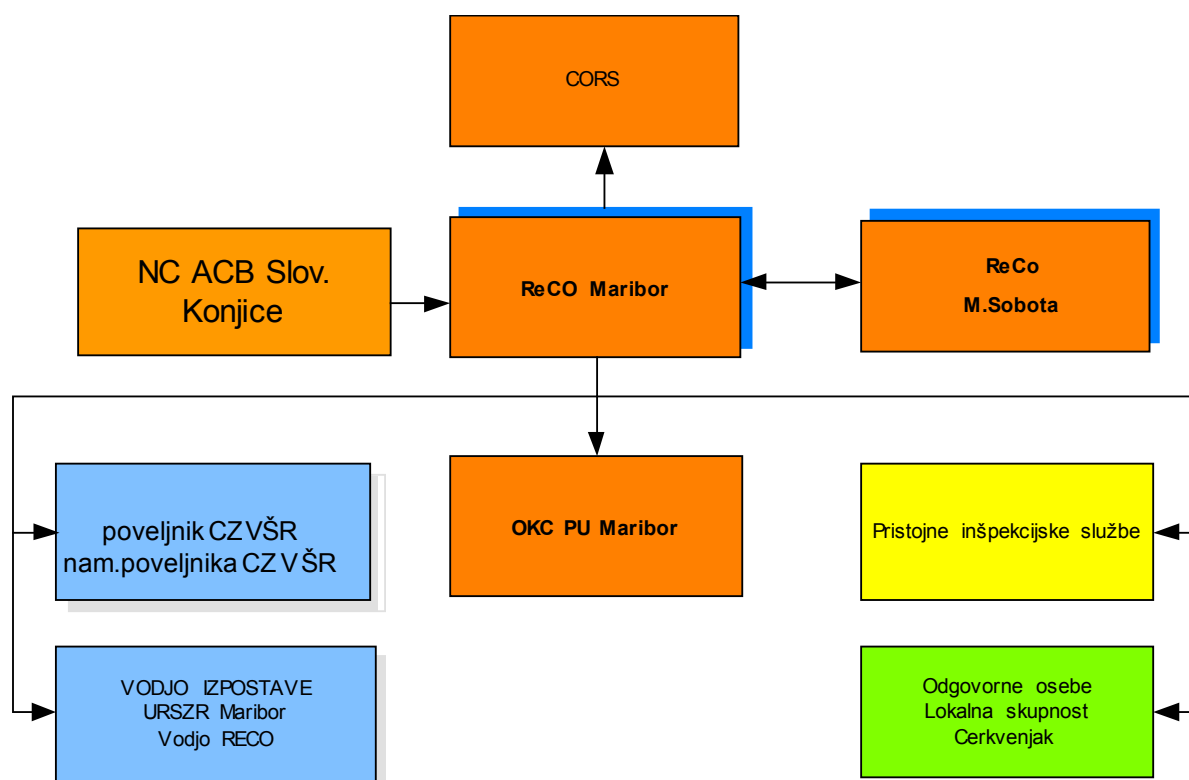 CORS
NC ACB Slov.
Konjice
ReCO Maribor
ReCo
M.Sobota
poveljnik CZ VŠR
nam.poveljnika CZ VŠR
OKC PU Maribor
Pristojne inšpekcijske službe
VODJO IZPOSTAVE
URSZR Maribor
Vodjo RECO
Odgovorne osebe
Lokalna skupnost
Cerkvenjak